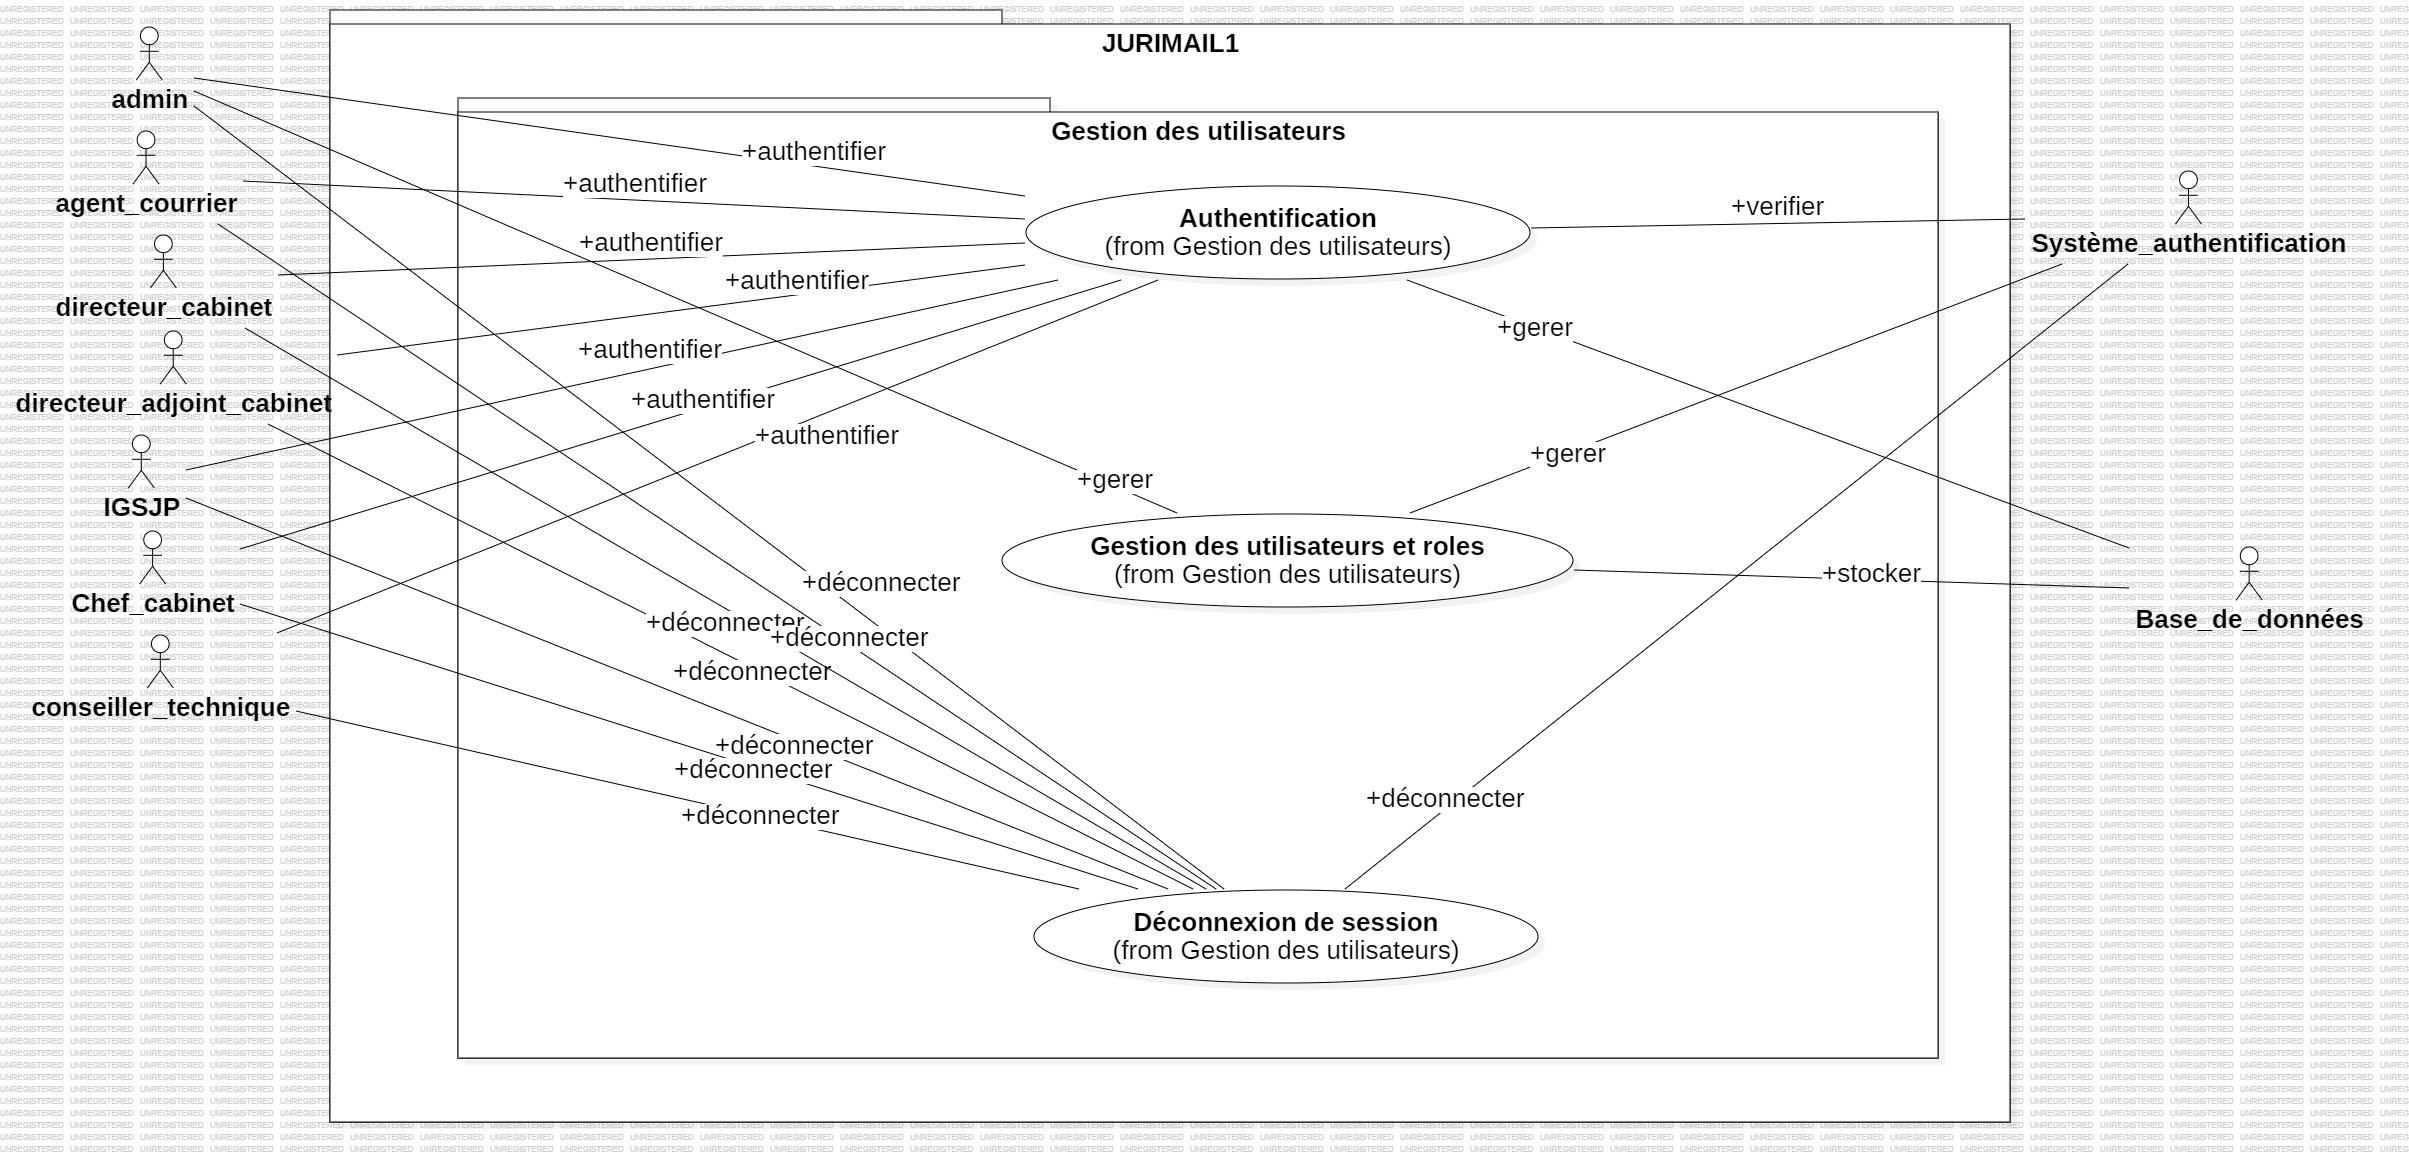 JURIMAIL1
admin
agent_courrier
directeur_cabinet
directeur_adjoint_cabinet
IGSJP
Chef_cabinet
conseiller_technique
Gestion des utilisateurs
+authentifier
+authentifier
+authentifier
+authentifier
+authentifier
+authentifier
+authentifier
Authentification
(from Gestion des utilisateurs)
+verifier
Système_authentification
+gerer
+gerer
+gerer
Gestion des utilisateurs et roles
(from Gestion des utilisateurs)
+stocker
Base_de_données
+déconnecter
+déconnecter
+déconnecter
+déconnecter
+déconnecter
+déconnecter
+déconnecter
+déconnecter
Déconnexion de session
(from Gestion des utilisateurs)
UNREGISTERED